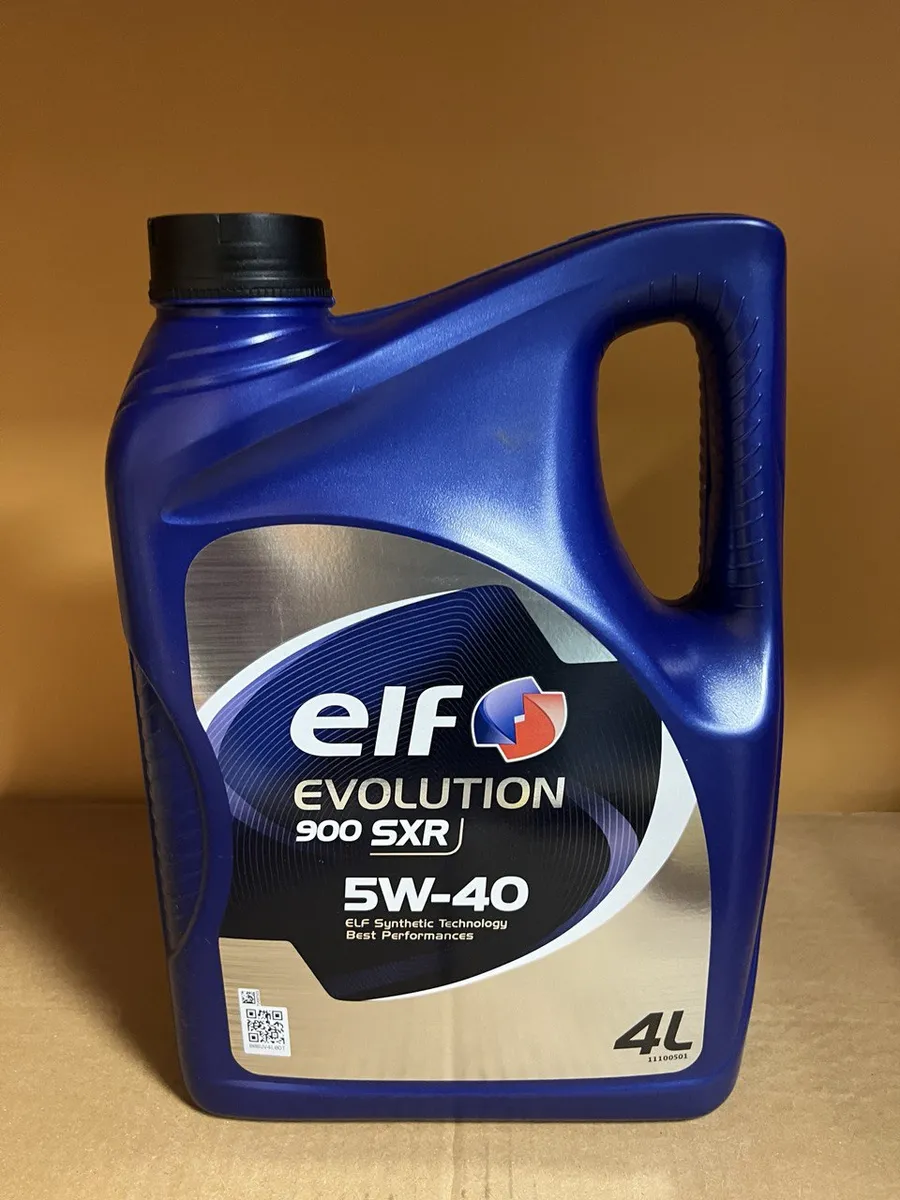 elf
EVOLUTION
900 SXR
5W-40
ELF Synthetic Technology
Best Performances
4L
11100501